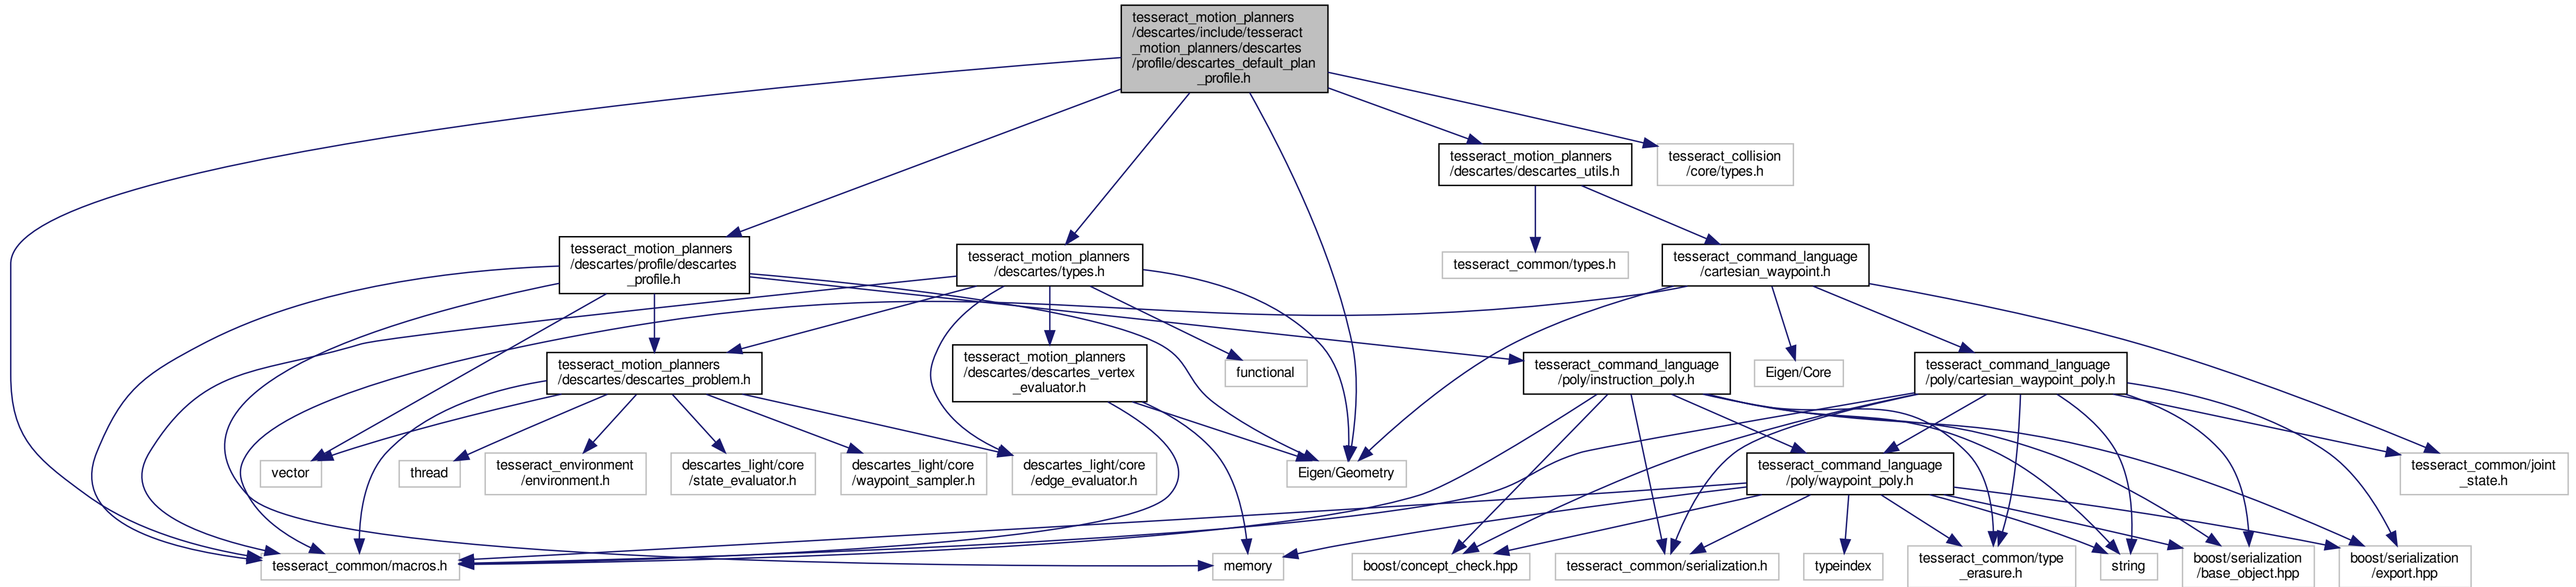 tesseract_motion_planners
/descartes/include/tesseract
_motion_planners/descartes
/profile/descartes_default_plan
_profile.h
tesseract_motion_planners
/descartes/descartes_utils.h
tesseract_collision
/core/types.h
tesseract_motion_planners
/descartes/profile/descartes
_profile.h
tesseract_motion_planners
/descartes/types.h
tesseract_common/types.h
tesseract_command_language
/cartesian_waypoint.h
tesseract_motion_planners
/descartes/descartes_problem.h
tesseract_motion_planners
/descartes/descartes_vertex
_evaluator.h
functional
tesseract_command_language
/poly/instruction_poly.h
Eigen/Core
tesseract_command_language
/poly/cartesian_waypoint_poly.h
vector
thread
tesseract_environment
/environment.h
descartes_light/core
/state_evaluator.h
descartes_light/core
/waypoint_sampler.h
descartes_light/core
/edge_evaluator.h
Eigen/Geometry
tesseract_command_language
/poly/waypoint_poly.h
tesseract_common/joint
_state.h
tesseract_common/macros.h
memory
boost/concept_check.hpp
tesseract_common/serialization.h
typeindex
tesseract_common/type
_erasure.h
string
boost/serialization
/base_object.hpp
boost/serialization
/export.hpp